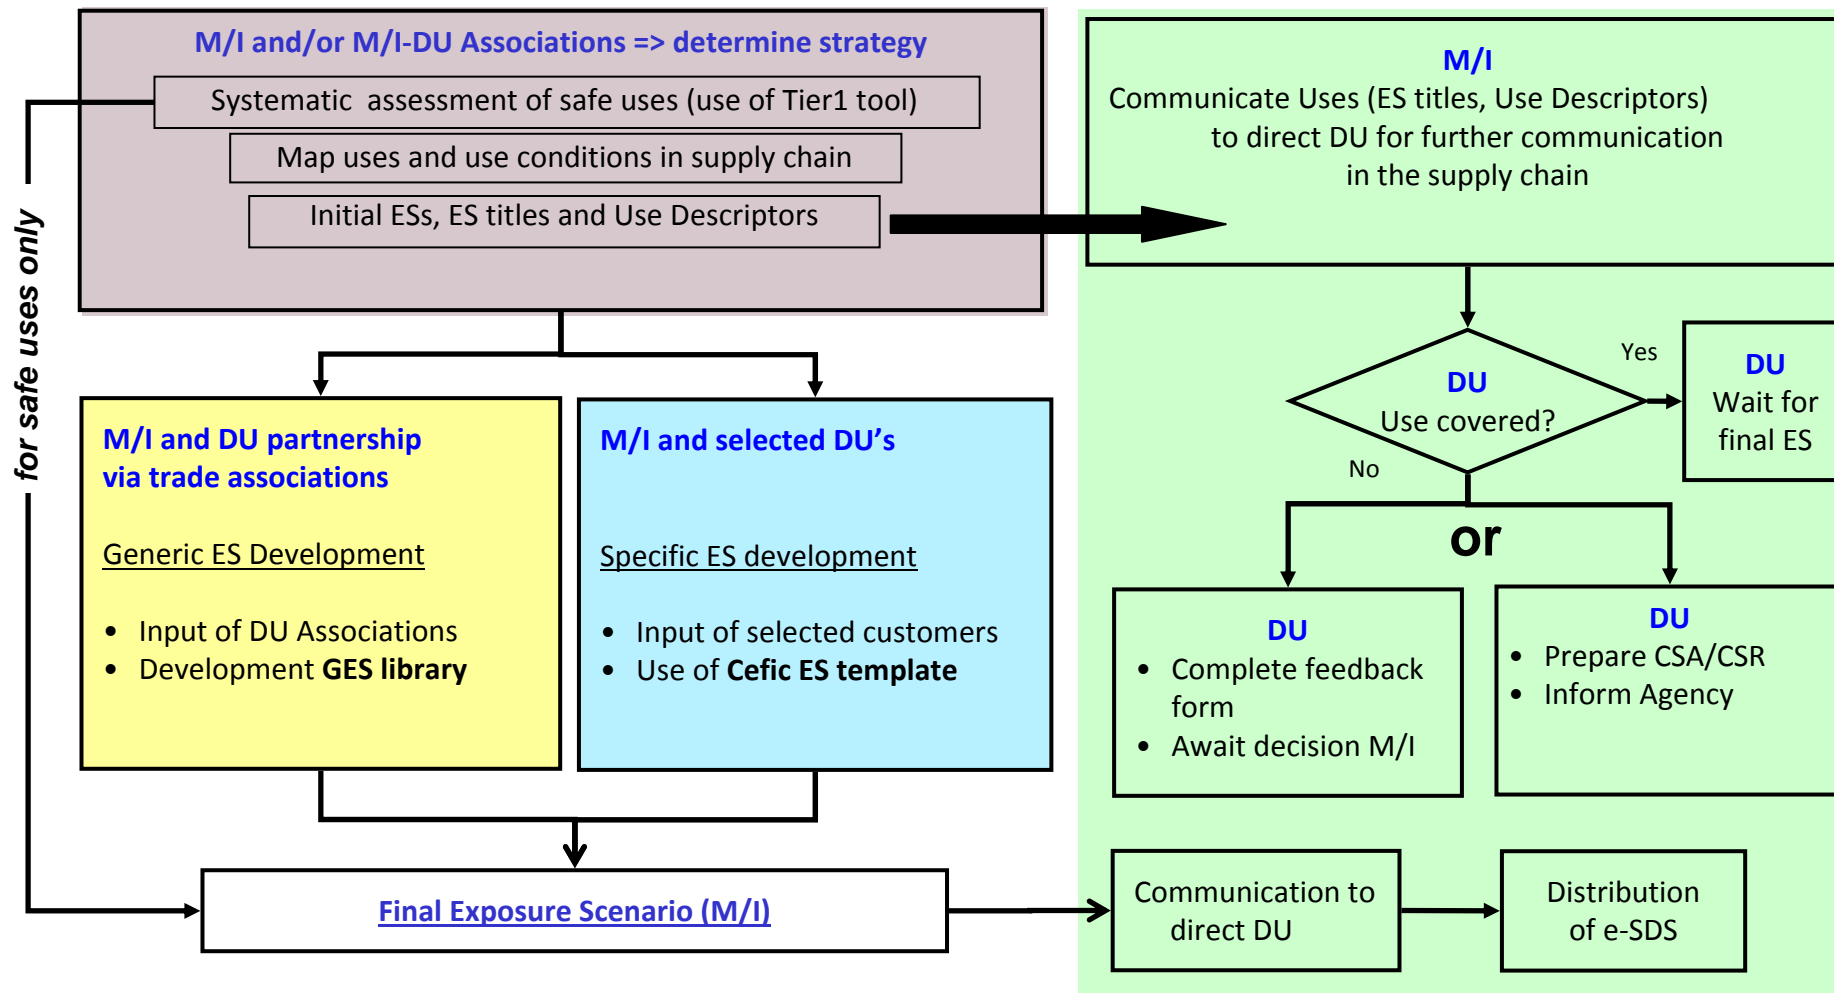 M/I and/or M/I-DU Associations => determine strategy
Systematic assessment of safe uses (use of Tier1 tool)
Map uses and use conditions in supply chain
Initial ESs, ES titles and Use Descriptors
for safe uses only
M/I and DU partnership
via trade associations
Generic ES Development
• Input of DU Associations
• Development GES library
M/I and selected DU's
Specific ES development
• Input of selected customers
• Use of Cefic ES template
Final Exposure Scenario (M/I)
M/I
Communicate Uses (ES titles, Use Descriptors)
to direct DU for further communication
in the supply chain
DU
Use covered?
Yes
No
DU
Wait for
final ES
or
DU
• Complete feedback
form
• Await decision M/I
DU
• Prepare CSA/CSR
• Inform Agency
Communication to
direct DU
Distribution
of e-SDS